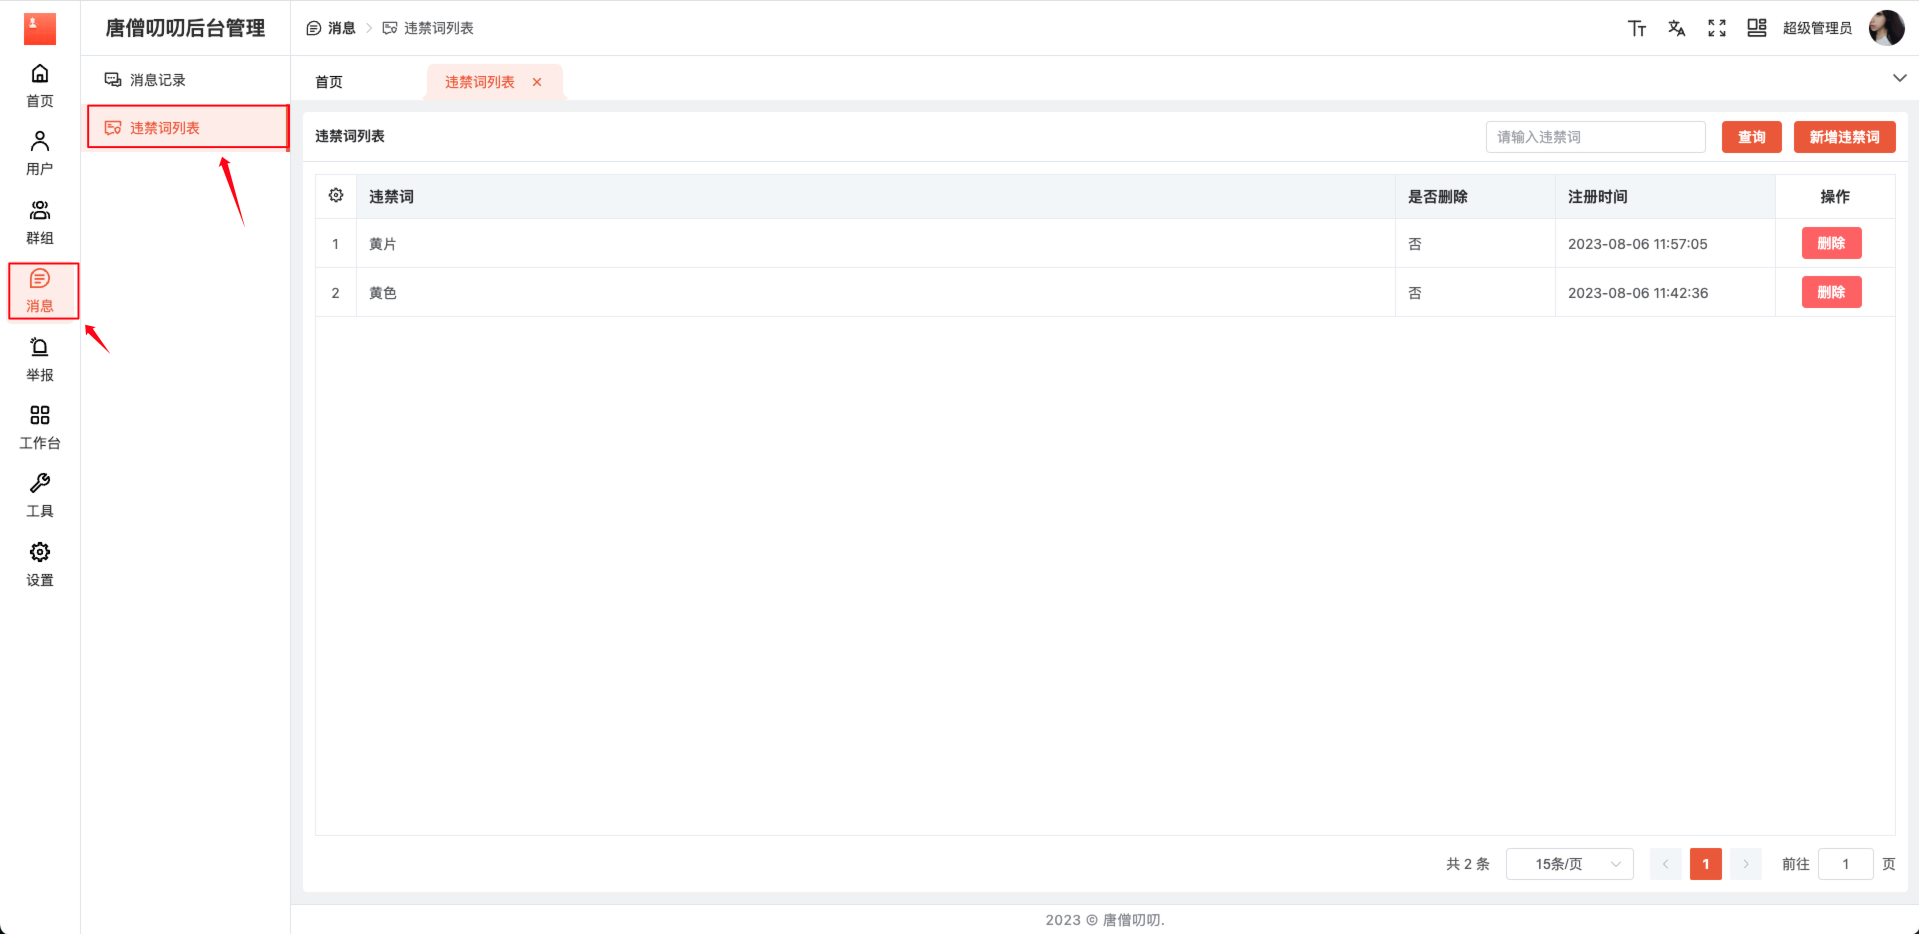 唐僧叨叨后台管理
消息
违禁词列表
超级管理员
首页
用户
群组
消息
举报
工作台
工具
设置
消息记录
违禁词列表
首页
违禁词列表
违禁词列表
请输入违禁词
查询
新增违禁词
违禁词
是否删除
注册时间
操作
1
黄片
否
2023-08-06 11:57:05
删除
2
黄色
否
2023-08-06 11:42:36
删除
共 2 条
15条/页
1
前往
1
页
2023 © 唐僧叨叨.